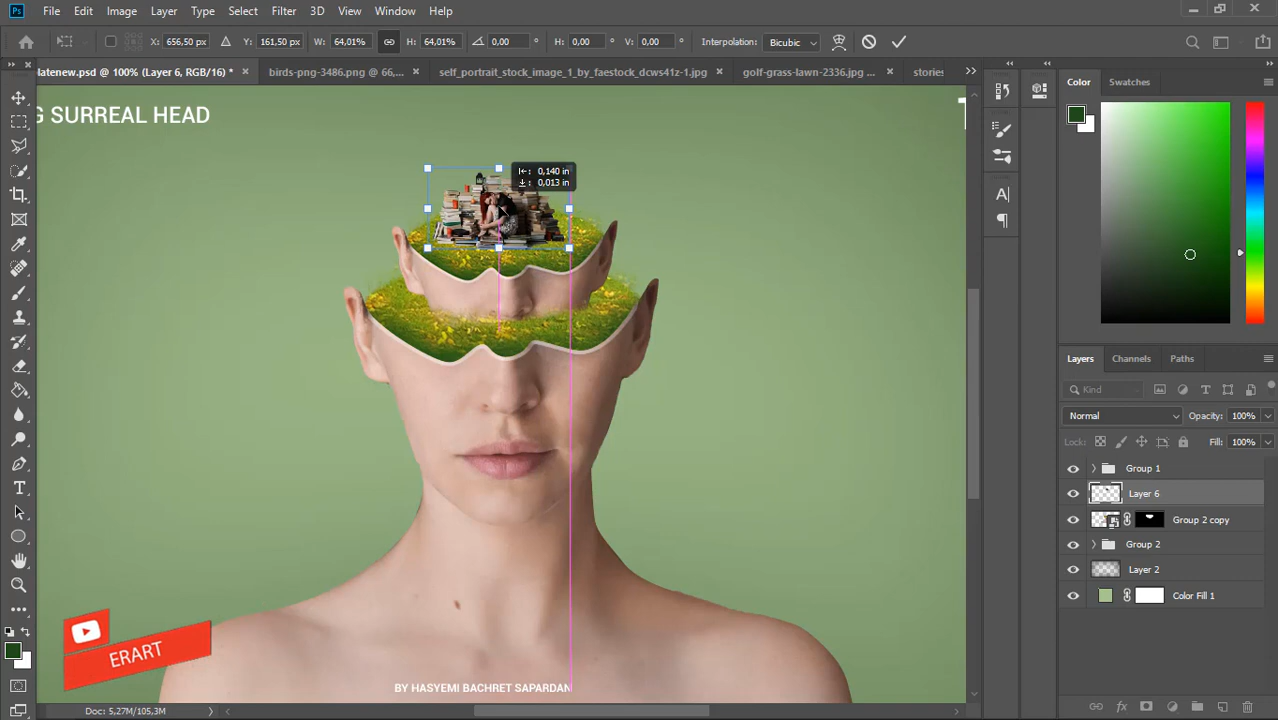 Ps File Edit Image Layer Type Select Filter 3D View Window Help
X: 656,50 px Y: 161,50 px W: 64,01% H: 64,01% 0,00 ° H: 0,00 ° V: 0,00 ° Interpolation: Bicubic
latenew.psd @ 100% (Layer 6, RGB/16) * × birds-png-3486.png @ 66,... × self_portrait_stock_image_1_by_faestock_dcws41z-1.jpg × golf-grass-lawn-2336.jpg ... × stories
G SURREAL HEAD
0,140 in
0,013 in
ERART
BY HASYEMI BACHRET SAPARDAN
Color Swatches
Layers Channels Paths
Kind
Normal Opacity: 100%
Lock: Fill: 100%
Group 1
Layer 6
Group 2 copy
Group 2
Layer 2
Color Fill 1
Doc: 5,27M/105,3M